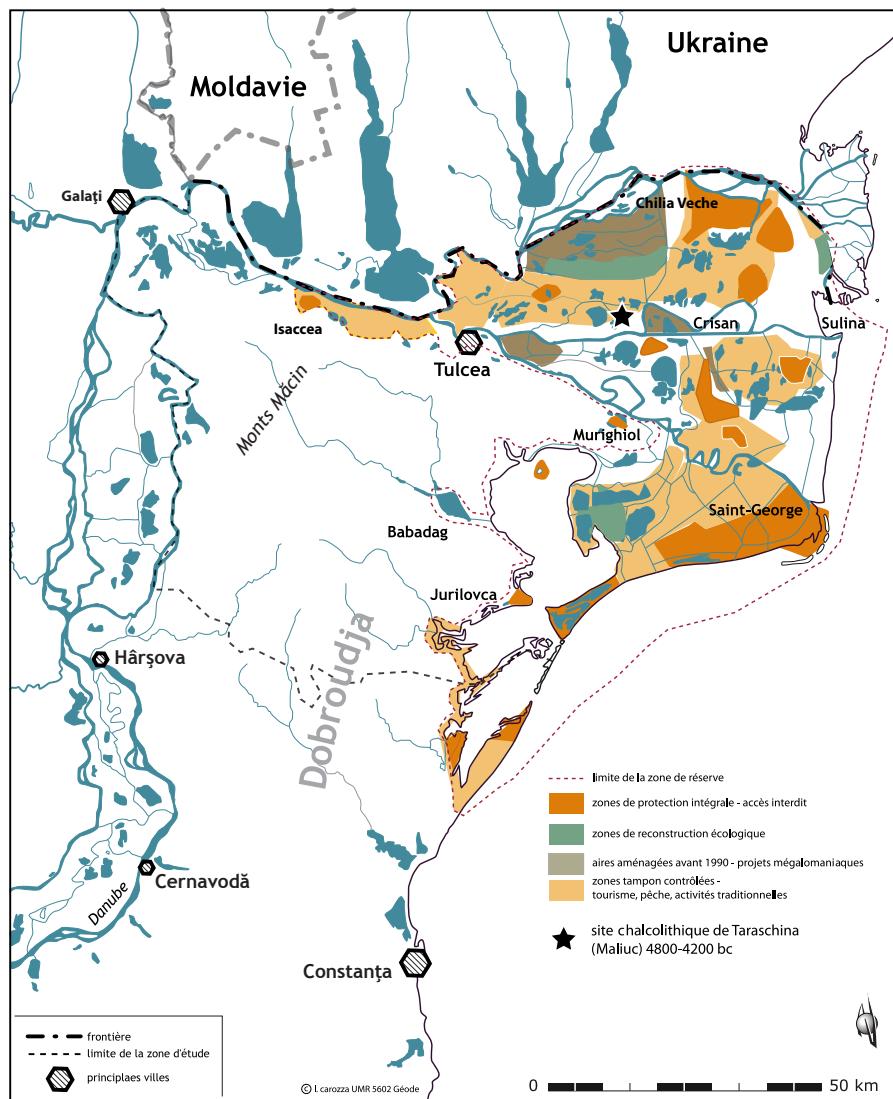 Ukraine
Moldavie
Galaţi
Chilia Veche
Isaccea
Crisan
Sulina
Tulcea
Monts Măcin
Murighiol
Saint-George
Babadag
Jurilovca
Hârşova
Dobroudja
limite de la zone de réserve
zones de protection intégrale - accès interdit
zones de reconstruction écologique
aires aménagées avant 1990 - projets mégalomaniaques
zones tampon contrôlées -
tourisme, pêche, activités traditionnelles
Cernavodă
Danube
site chalcolithique de Taraschina
(Maliuc) 4800-4200 bc
Constanţa
frontière
limite de la zone d'étude
principlaes villes
© L carozza UMR 5602 Géode
0 50 km